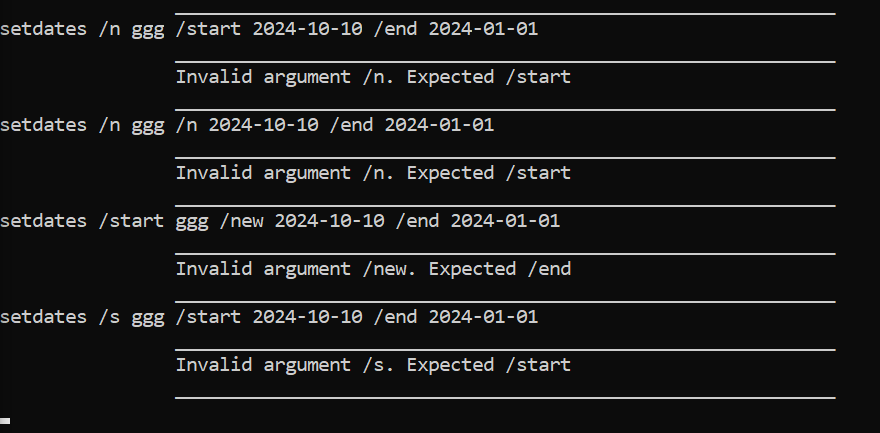 setdates /n ggg /start 2024-10-10 /end 2024-01-01
Invalid argument /n. Expected /start
setdates /n ggg /n 2024-10-10 /end 2024-01-01
Invalid argument /n. Expected /start
setdates /start ggg /new 2024-10-10 /end 2024-01-01
Invalid argument /new. Expected /end
setdates /s ggg /start 2024-10-10 /end 2024-01-01
Invalid argument /s. Expected /start